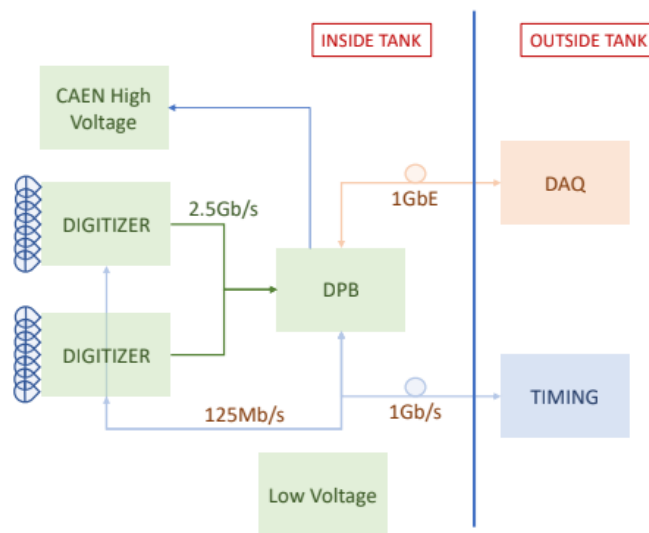 INSIDE TANK
OUTSIDE TANK
CAEN High
Voltage
DIGITIZER
2.5Gb/s
1GbE
DAQ
DPB
DIGITIZER
125Mb/s
1Gb/s
TIMING
Low Voltage